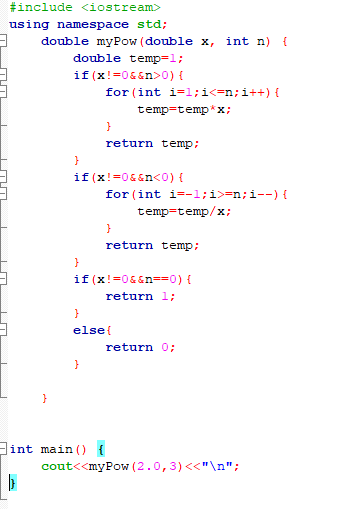 #include <iostream>
using namespace std;
    double myPow(double x, int n) {
        double temp=1;
        if(x!=0&&n>0){
            for(int i=1;i<=n;i++){
                temp=temp*x;
            }
            return temp;
        }
        if(x!=0&&n<0){
            for(int i=-1;i>=n;i--){
                temp=temp/x;
            }
            return temp;
        }
        if(x!=0&&n==0){
            return 1;
        }
        else{
            return 0;
        }

    }


int main() {
    cout<<myPow(2.0,3)<<"\n";
}